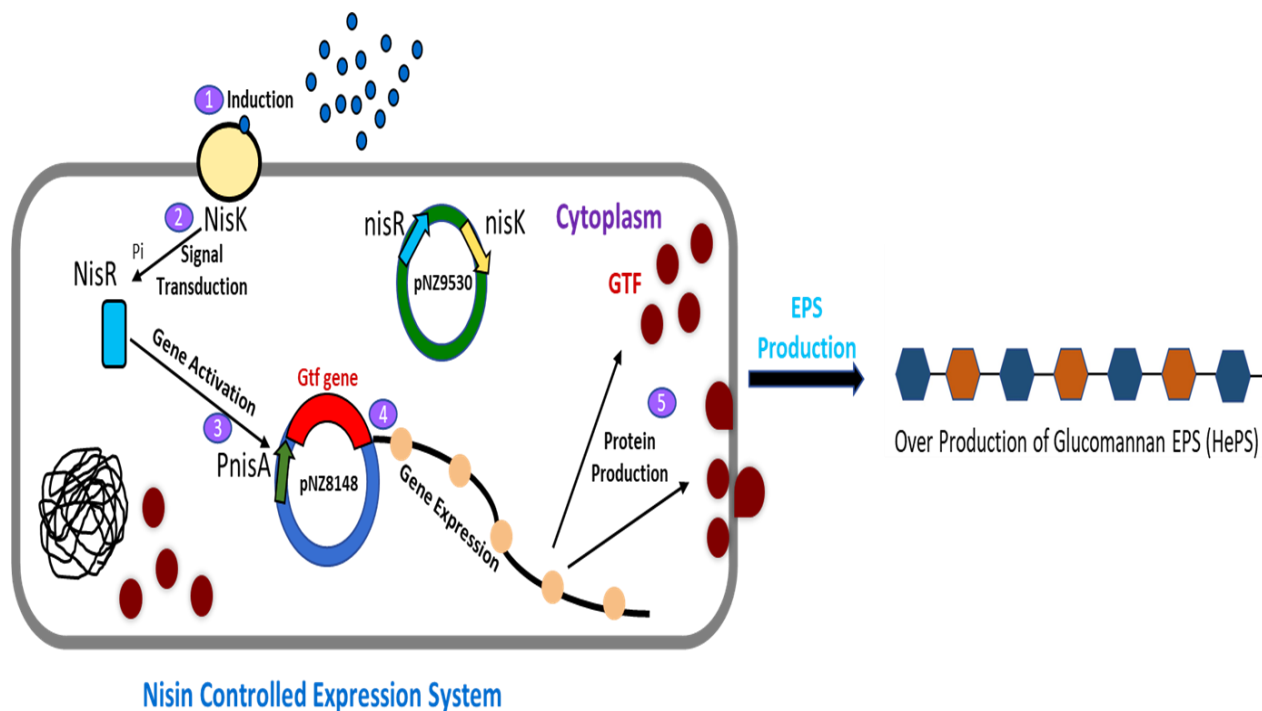 1 Induction
2 NisK
Pi Signal
Transduction
NisR
Gene Activation
3
PnisA
Gtf gene
pNZ8148
4
Gene Expression
nisR
nisK
pNZ9530
Cytoplasm
GTF
5
Protein
Production
EPS
Production
Over Production of Glucomannan EPS (HePS)
Nisin Controlled Expression System